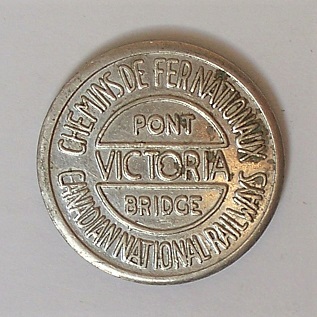 CHEMINS DE FER NATIONAUX
PONT
VICTORIA
BRIDGE
CANADIAN NATIONAL RAILWAYS